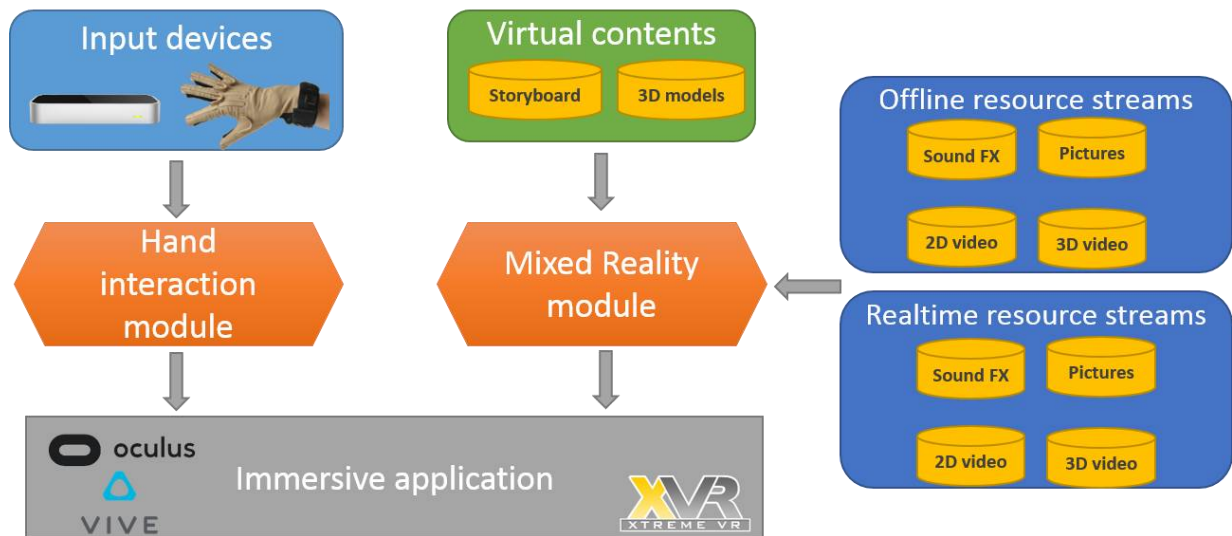 Input devices
Virtual contents
Storyboard
3D models
Offline resource streams
Sound FX
Pictures
2D video
3D video
Hand
interaction
module
Mixed Reality
module
Realtime resource streams
Sound FX
Pictures
2D video
3D video
oculus
VIVE
Immersive application
XVR
XTREME VR